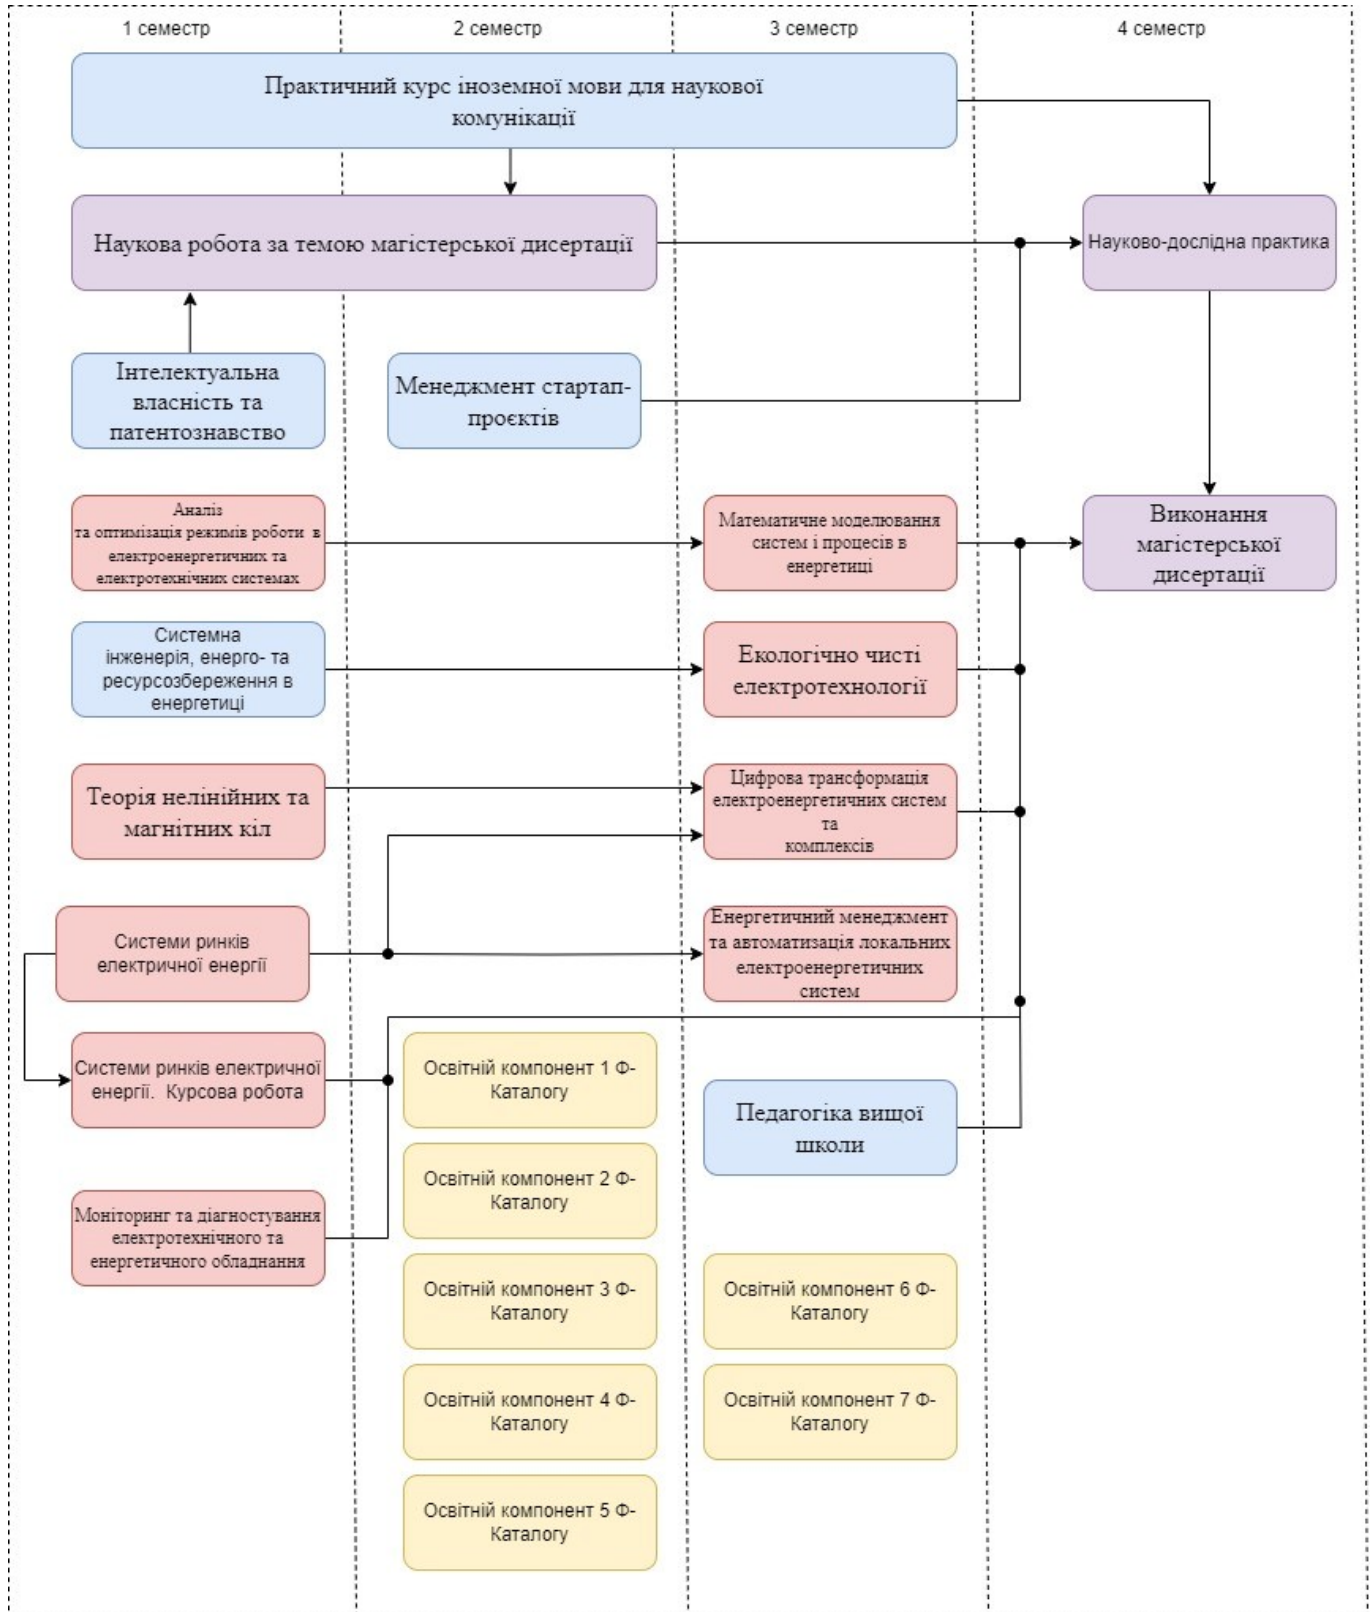 1 семестр
2 семестр
3 семестр
4 семестр
Практичний курс іноземної мови для наукової
комунікації
Наукова робота за темою магістерської дисертації
Науково-дослідна практика
Інтелектуальна
власність та
патентознавство
Менеджмент стартап-
проєктів
Аналіз
та оптимізація режимів роботи в
електроенергетичних та
електротехнічних системах
Математичне моделювання
систем і процесів в
енергетиці
Виконання
магістерської
дисертації
Системна
інженерія, енерго- та
ресурсозбереження в
енергетиці
Екологічно чисті
електротехнології
Теорія нелінійних та
магнітних кіл
Цифрова трансформація
електроенергетичних систем
та
комплексів
Системи ринків
електричної енергії
Енергетичний менеджмент
та автоматизація локальних
електроенергетичних
систем
Системи ринків електричної
енергії. Курсова робота
Освітній компонент 1 Ф-
Каталогу
Педагогіка вищої
школи
Освітній компонент 2 Ф-
Каталогу
Моніторинг та діагностування
електротехнічного та
енергетичного обладнання
Освітній компонент 3 Ф-
Каталогу
Освітній компонент 6 Ф-
Каталогу
Освітній компонент 4 Ф-
Каталогу
Освітній компонент 7 Ф-
Каталогу
Освітній компонент 5 Ф-
Каталогу